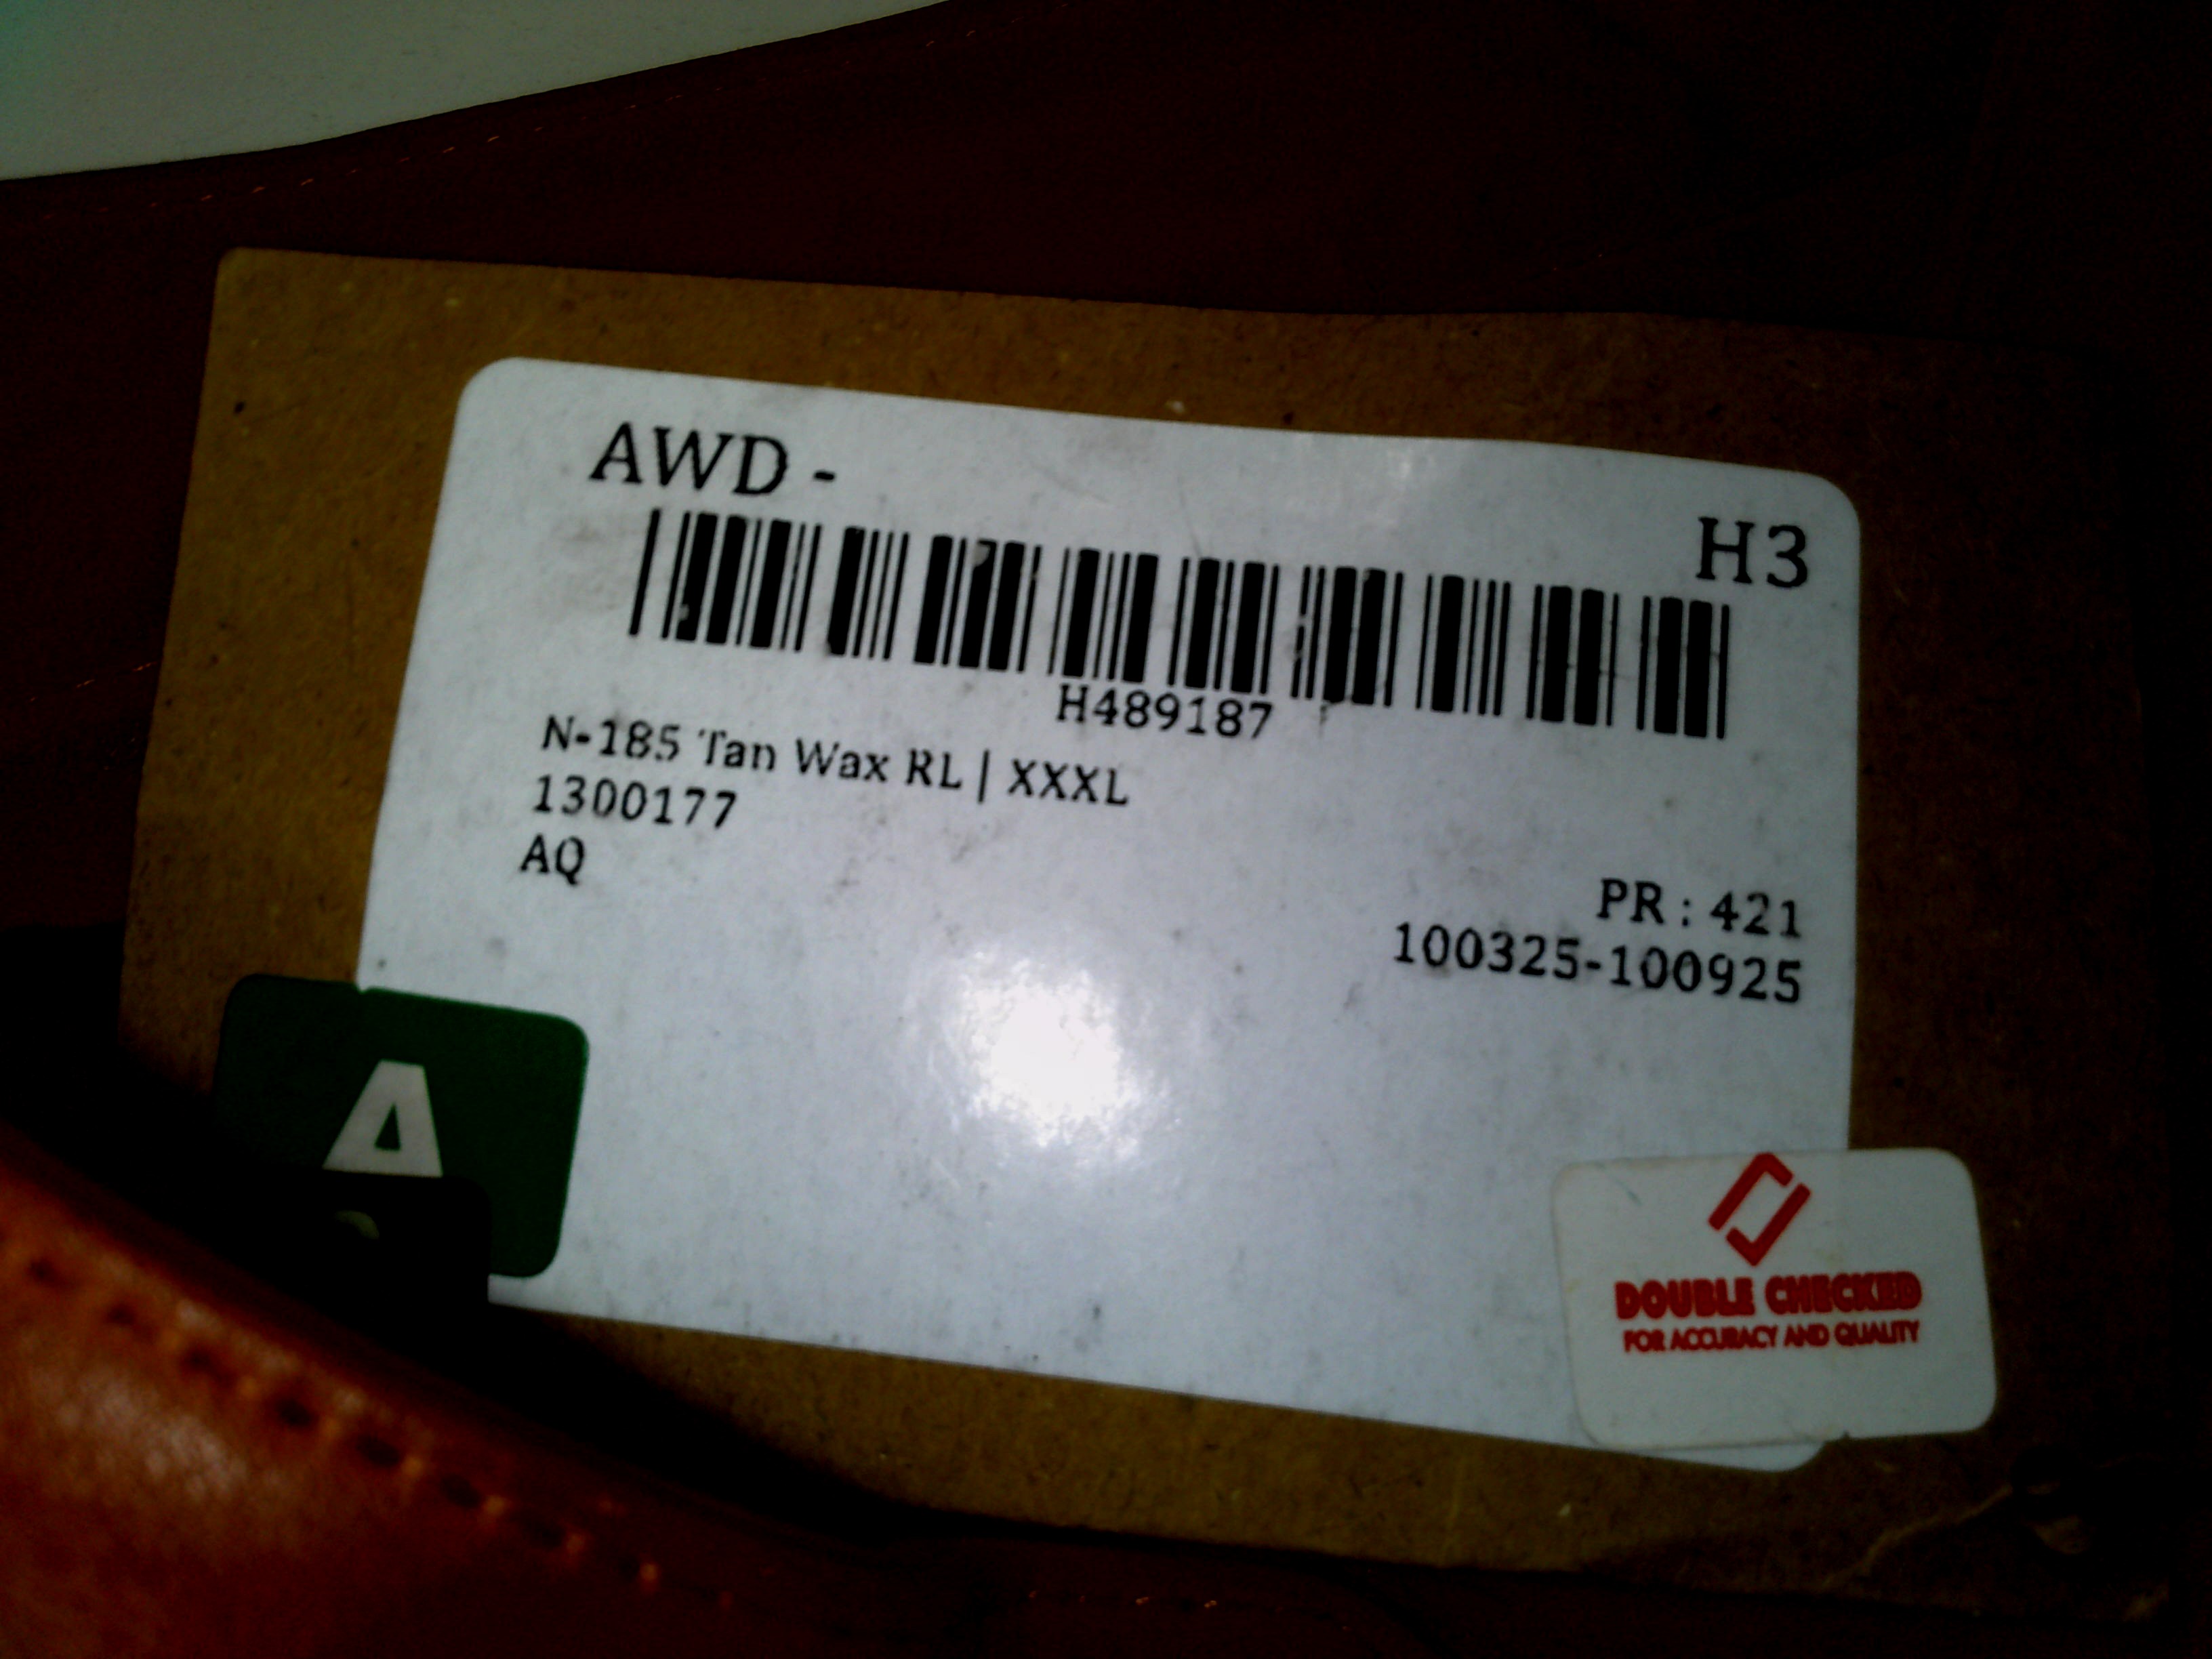 AWD -
H3
H489187
N-185 Tan Wax RL | XXXL
1300177
AQ
PR : 421
100325-100925
A
DOUBLE CHECKED
FOR ACCURACY AND QUALITY